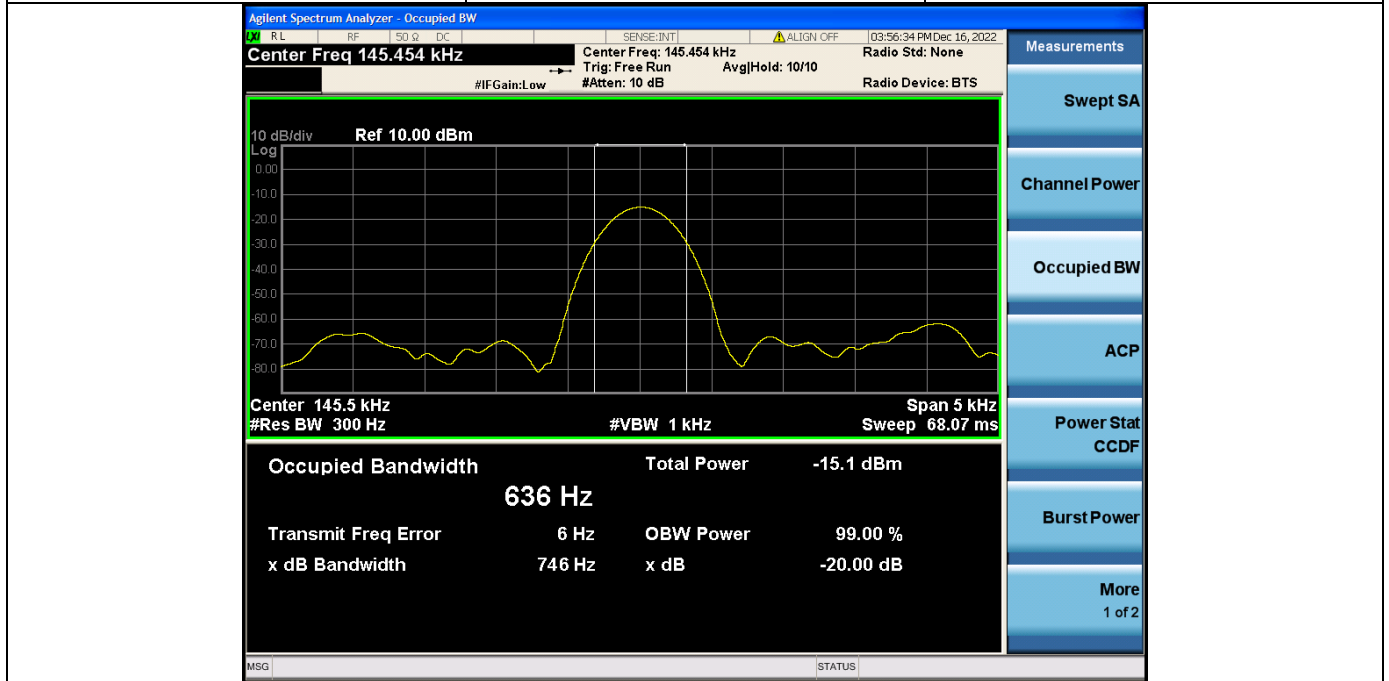 Agilent Spectrum Analyzer - Occupied BW
LXI RL RF 50 Ω DC SENSE:INT ALIGN OFF 03:56:34 PM Dec 16, 2022
Center Freq 145.454 kHz
Center Freq: 145.454 kHz
Radio Std: None
Trig: Free Run Avg|Hold: 10/10
#IFGain:Low #Atten: 10 dB Radio Device: BTS
10 dB/div Ref 10.00 dBm
Log
0.00
-10.0
-20.0
-30.0
-40.0
-50.0
-60.0
-70.0
-80.0
Center 145.5 kHz Span 5 kHz
#Res BW 300 Hz #VBW 1 kHz Sweep 68.07 ms
Occupied Bandwidth Total Power -15.1 dBm
636 Hz
Transmit Freq Error 6 Hz OBW Power 99.00 %
x dB Bandwidth 746 Hz x dB -20.00 dB
MSG STATUS
Measurements
Swept SA
Channel Power
Occupied BW
ACP
Power Stat
CCDF
Burst Power
More
1 of 2